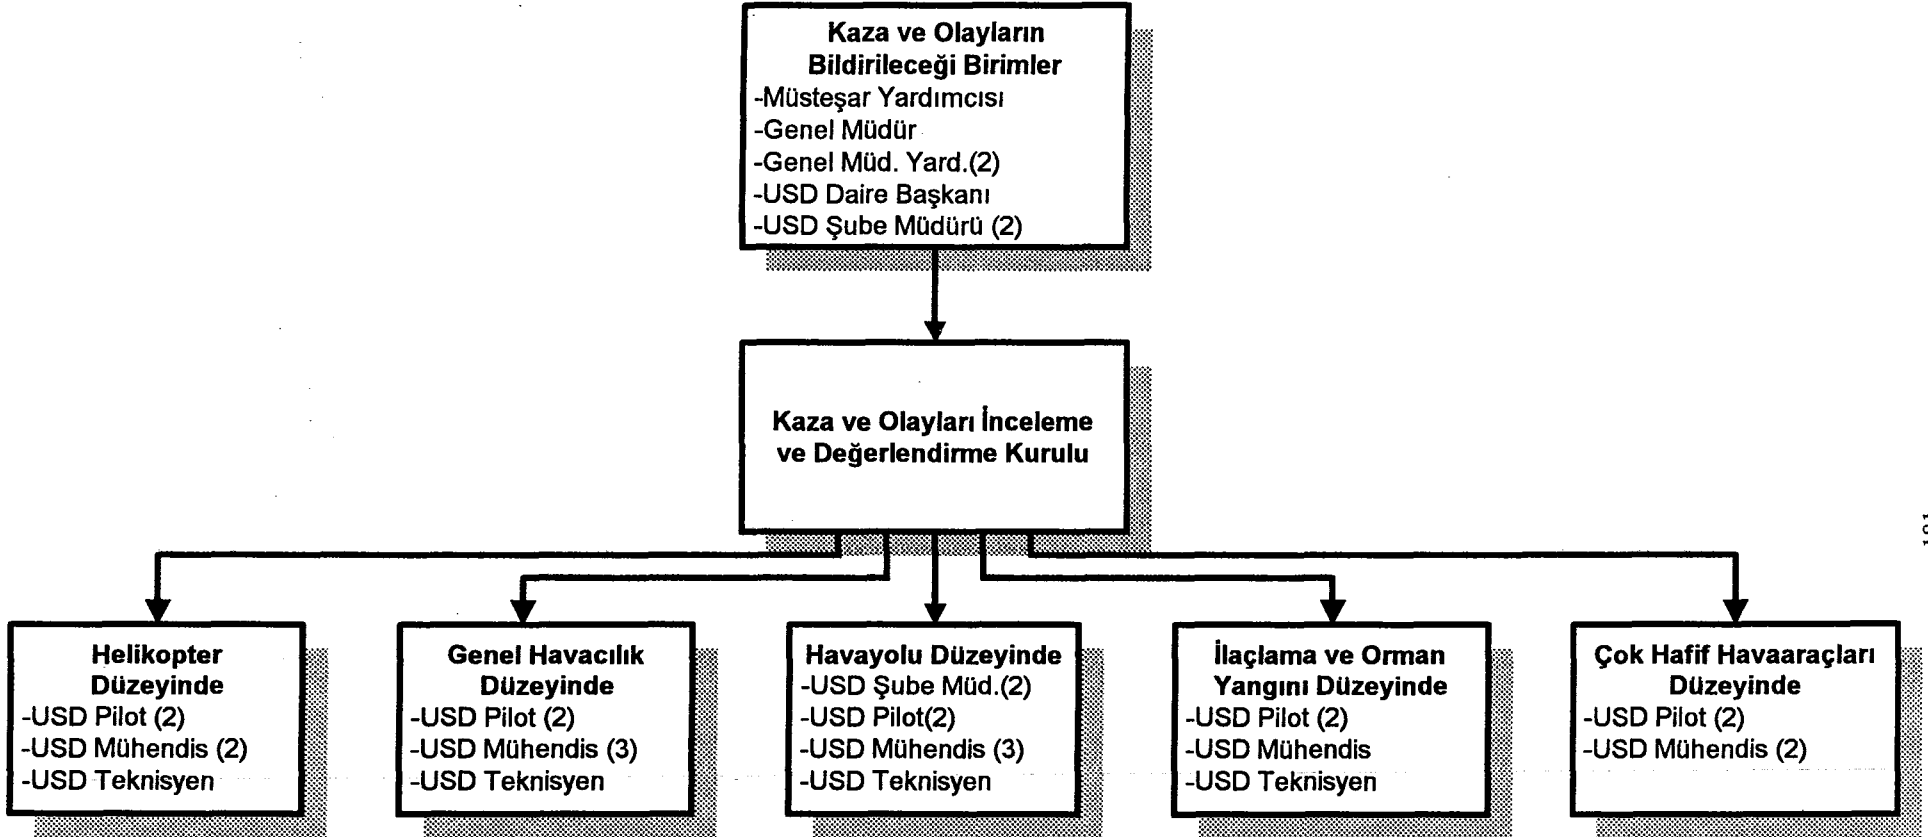 Kaza ve Olayların
Bildirileceği Birimler
-Müsteşar Yardımcısı
-Genel Müdür
-Genel Müd. Yard.(2)
-USD Daire Başkanı
-USD Şube Müdürü (2)
Kaza ve Olayları İnceleme
ve Değerlendirme Kurulu
Helikopter
Düzeyinde
-USD Pilot (2)
-USD Mühendis (2)
-USD Teknisyen
Genel Havacılık
Düzeyinde
-USD Pilot (2)
-USD Mühendis (3)
-USD Teknisyen
Havayolu Düzeyinde
-USD Şube Müd.(2)
-USD Pilot(2)
-USD Mühendis (3)
-USD Teknisyen
İlaçlama ve Orman
Yangını Düzeyinde
-USD Pilot (2)
-USD Mühendis
-USD Teknisyen
Çok Hafif Havaaraçları
Düzeyinde
-USD Pilot (2)
-USD Mühendis (2)